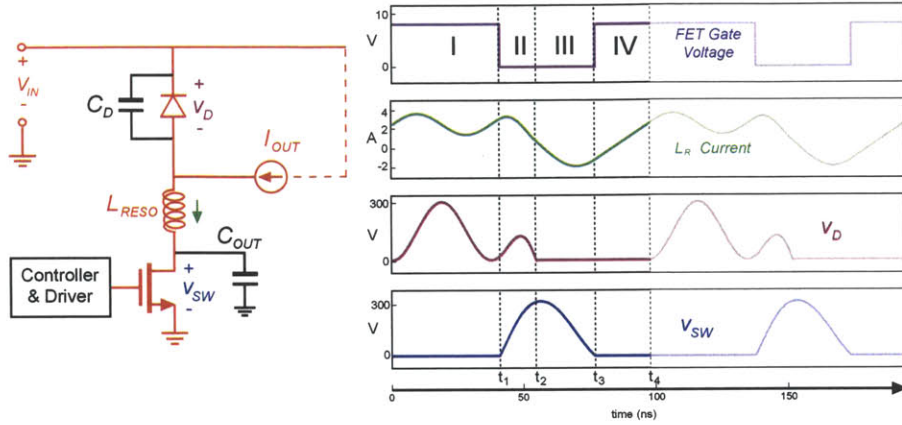 +
V_IN
-
C_D
+
V_D
-
I_OUT
L_RESO
C_OUT
Controller
& Driver
+
V_SW
-
10
V
0
I
II
III
IV
FET Gate
Voltage
4
2
A
0
-2
L_R Current
300
V
0
V_D
300
V
0
V_SW
t_1
t_2
t_3
t_4
0
50
100
150
time (ns)